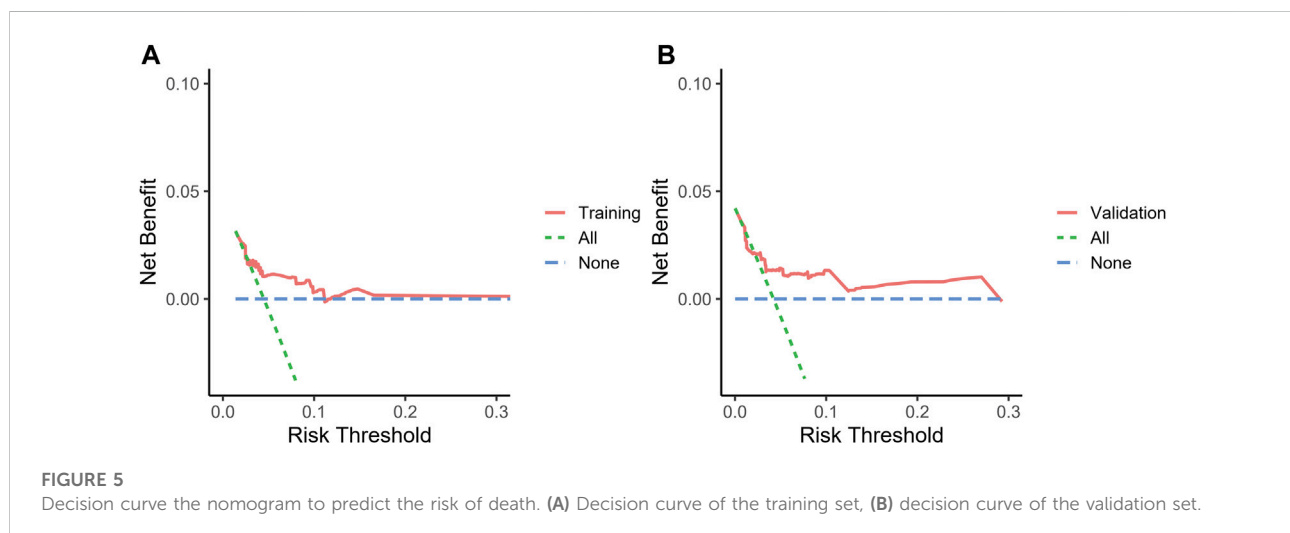 A
Net Benefit
0.10
0.05
0.00
0.0 0.1 0.2 0.3
Risk Threshold
Training
All
None
B
Net Benefit
0.10
0.05
0.00
0.0 0.1 0.2 0.3
Risk Threshold
Validation
All
None
FIGURE 5
Decision curve the nomogram to predict the risk of death. (A) Decision curve of the training set, (B) decision curve of the validation set.